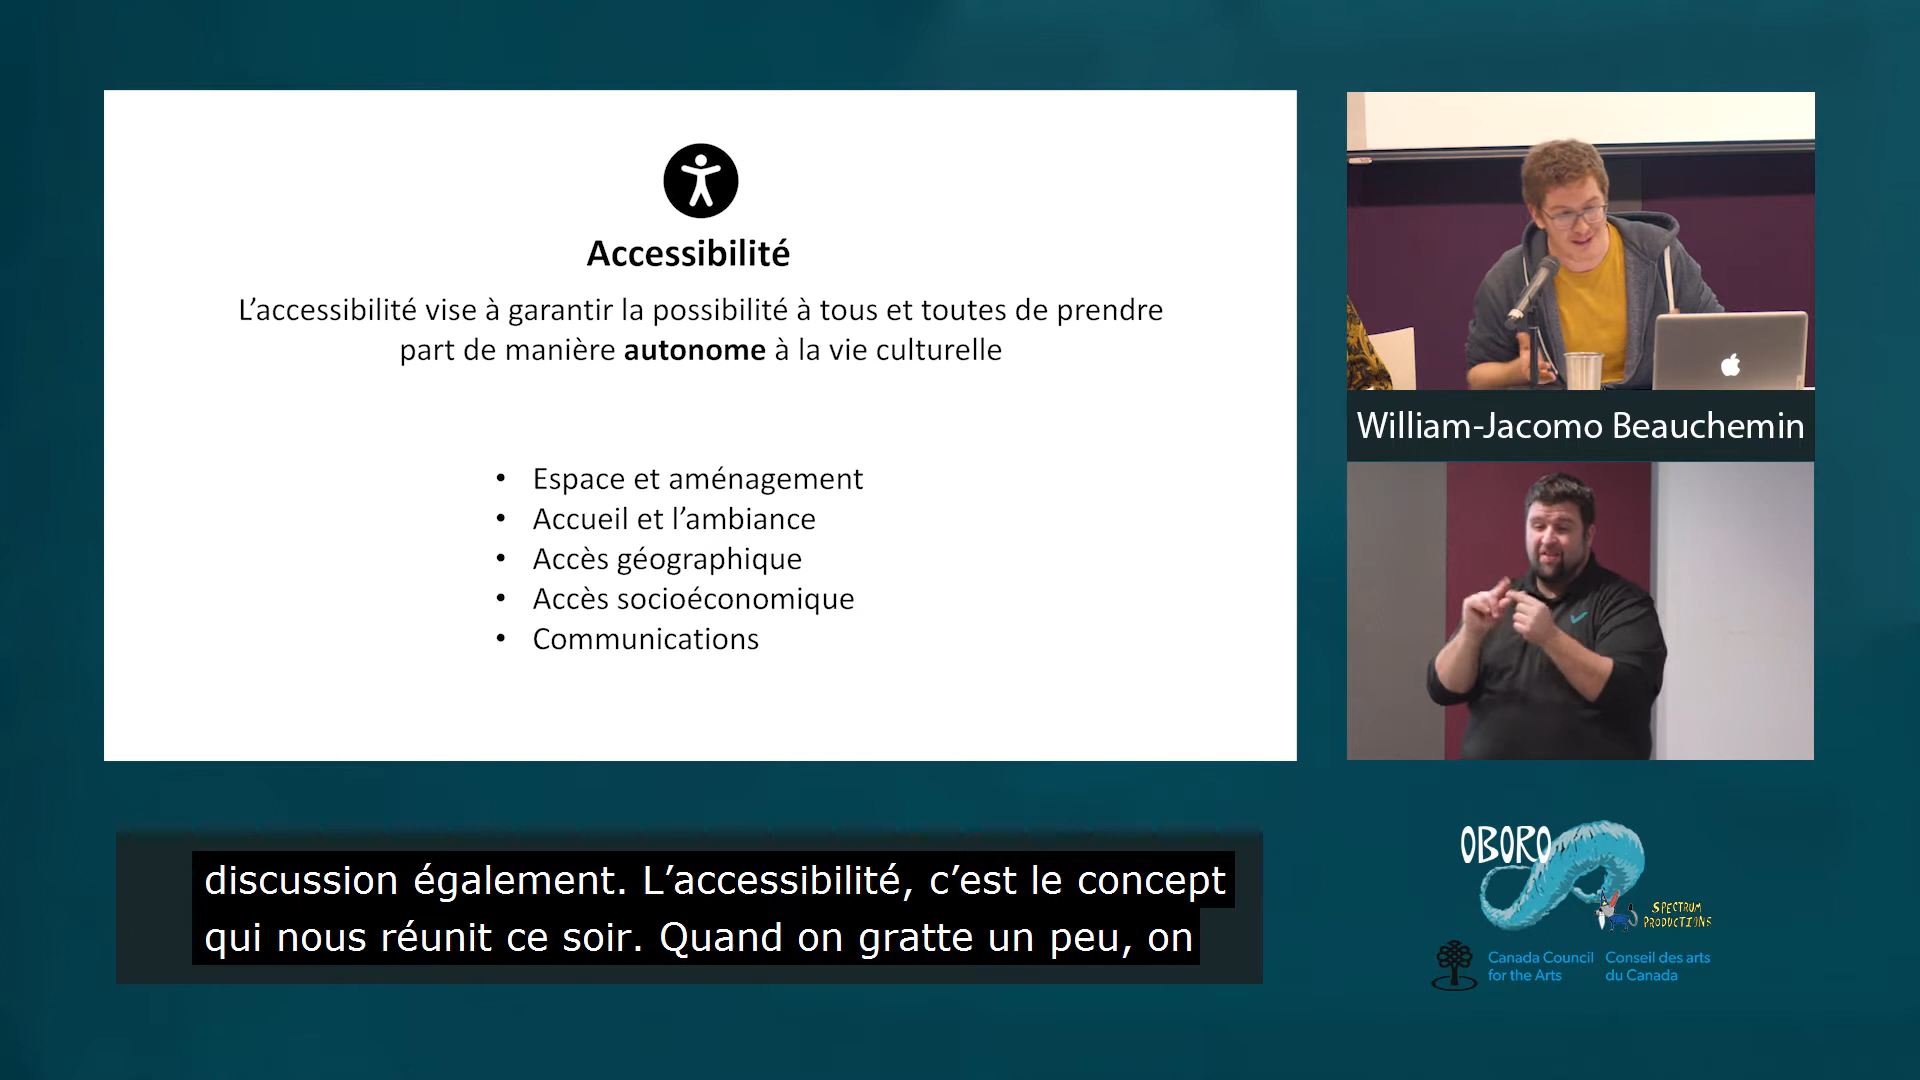 Accessibilité
L’accessibilité vise à garantir la possibilité à tous et toutes de prendre
part de manière autonome à la vie culturelle
• Espace et aménagement
• Accueil et l’ambiance
• Accès géographique
• Accès socioéconomique
• Communications
William-Jacomo Beauchemin
discussion également. L’accessibilité, c’est le concept
qui nous réunit ce soir. Quand on gratte un peu, on
OBORO
SPECTRUM
PRODUCTIONS
Canada Council
for the Arts
Conseil des arts
du Canada